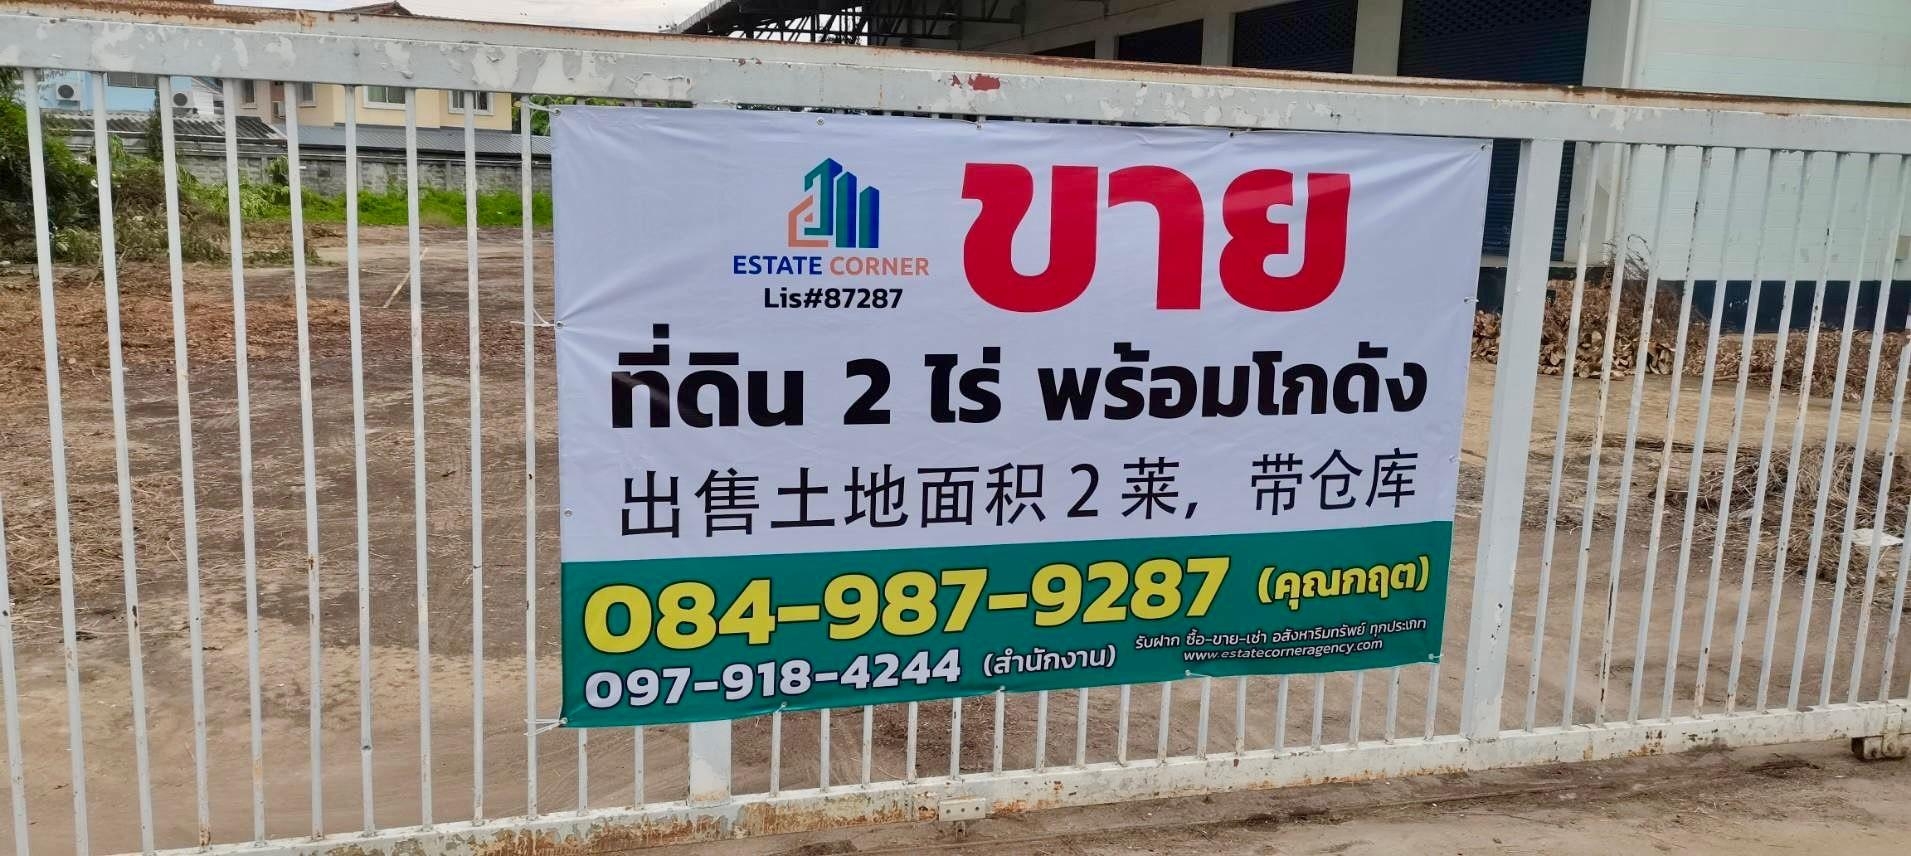 ESTATE CORNER
Lis#87287
ขาย
ที่ดิน 2 ไร่ พร้อมโกดัง
出售土地面积 2 莱, 带仓库
084-987-9287 (คุณกฤต)
097-918-4244 (สำนักงาน)
รับฝาก ซื้อ-ขาย-เช่า อสังหาริมทรัพย์ ทุกประเภท
www.estatecorneragency.com